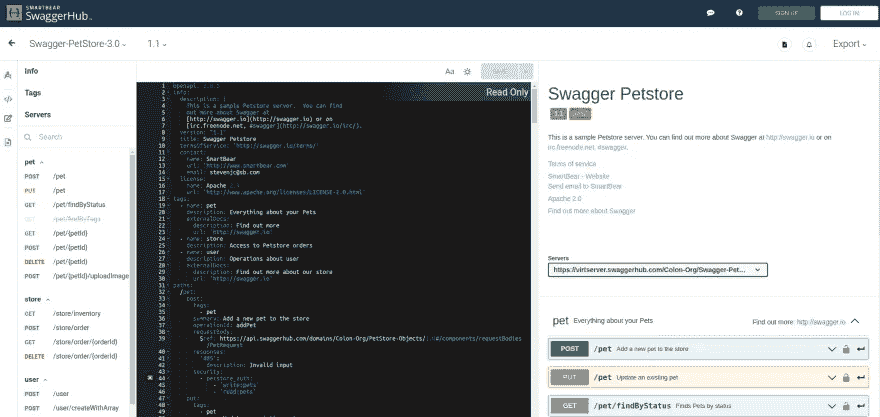 SMARTBEAR
SwaggerHub
SIGN UP
LOG IN
Swagger-PetStore-3.0
1.1
Export
Info
Tags
Servers
Search
pet
POST /pet
PUT /pet
GET /pet/findByStatus
GET /pet/findByTags
GET /pet/{petId}
POST /pet/{petId}
DELETE /pet/{petId}
POST /pet/{petId}/uploadImage
store
GET /store/inventory
POST /store/order
GET /store/order/{orderId}
DELETE /store/order/{orderId}
user
POST /user
POST /user/createWithArray
Aa
SAVE
Read Only
1 openapi:
2 info:
3 description: |
4 This is a sample Petstore server. You can find
5 out more about Swagger at
6 [http://swagger.io](http://swagger.io) or on
7 [irc.freenode.net, #swagger](http://swagger.io/irc/).
8 version:
9 title: Swagger Petstore
10 termsOfService: 'http://swagger.io/terms/'
11 contact:
12 name: SmartBear
13 url: 'http://www.smartbear.com'
14 email: stevenjc@sb.com
15 license:
16 name: Apache
17 url: 'http://www.apache.org/licenses/LICENSE-2.0.html'
18 tags:
19 - name: pet
20 description: Everything about your Pets
21 externalDocs:
22 description: Find out more
23 url: 'http://swagger.io'
24 - name: store
25 description: Access to Petstore orders
26 - name: user
27 description: Operations about user
28 externalDocs:
29 description: Find out more about our store
30 url: 'http://swagger.io'
31 paths:
32 /pet:
33 post:
34 tags:
35 - pet
36 summary: Add a new pet to the store
37 operationId: addPet
38 requestBody:
39 $ref: 'https://api.swaggerhub.com/domains/Colon-Org/PetStore-Objects/ #/components/requestBodies
/PetRequest
40 responses:
41 '405':
42 description: Invalid input
43 security:
44 - petstore_auth:
45 - 'write:pets'
46 - 'read:pets'
47 put:
48 tags:
49 - pet
Swagger Petstore
1.1
This is a sample Petstore server. You can find out more about Swagger at http://swagger.io or on
irc.freenode.net, #swagger.
Terms of service
SmartBear - Website
Send email to SmartBear
Apache 2.0
Find out more about Swagger
Servers
https://virtserver.swaggerhub.com/Colon-Org/Swagger-Pet...
pet Everything about your Pets
Find out more: http://swagger.io
POST /pet Add a new pet to the store
PUT /pet Update an existing pet
GET /pet/findByStatus Finds Pets by status